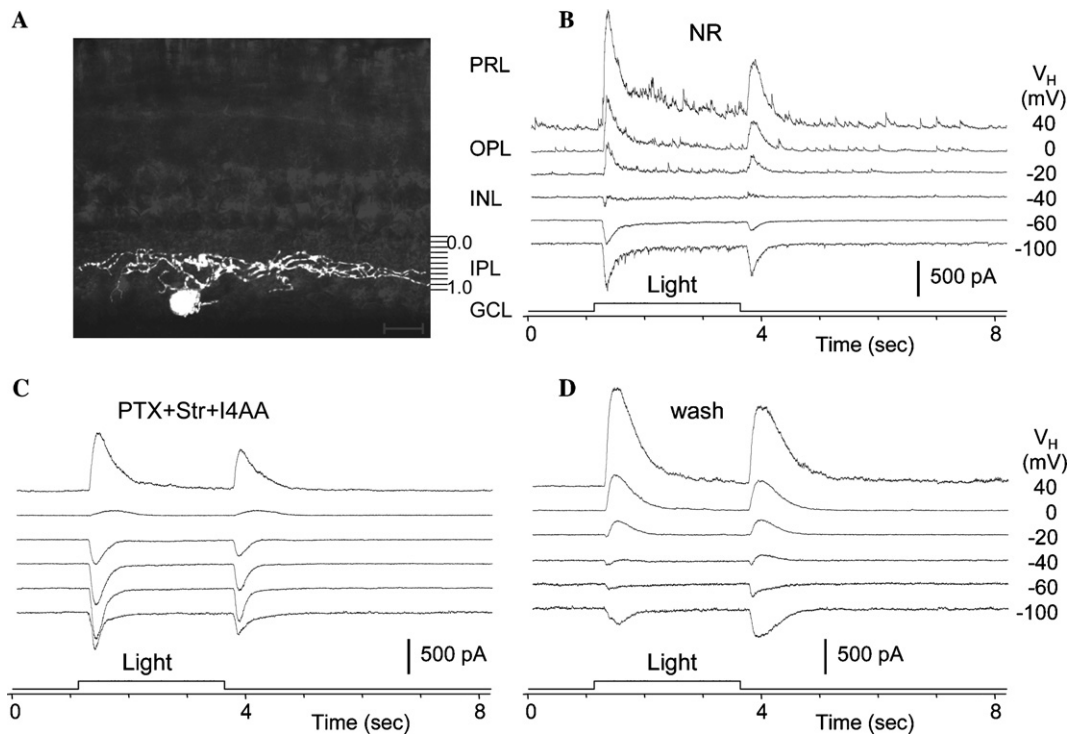 A
PRL
OPL
INL
0.0
IPL
1.0
GCL
B
NR
V_H
(mV)
40
0
-20
-40
-60
-100
500 pA
Light
0
4
8
Time (sec)
C
PTX+Str+I4AA
500 pA
Light
0
4
8
Time (sec)
D
wash
V_H
(mV)
40
0
-20
-40
-60
-100
500 pA
Light
0
4
8
Time (sec)